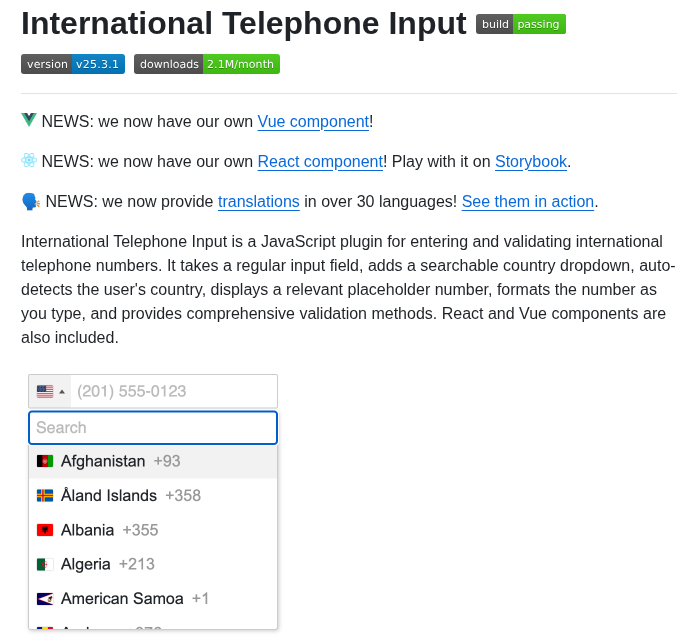 International Telephone Input build passing
version v25.3.1 downloads 2.1M/month
NEWS: we now have our own Vue component!
NEWS: we now have our own React component! Play with it on Storybook.
NEWS: we now provide translations in over 30 languages! See them in action.
International Telephone Input is a JavaScript plugin for entering and validating international
telephone numbers. It takes a regular input field, adds a searchable country dropdown, auto-
detects the user's country, displays a relevant placeholder number, formats the number as
you type, and provides comprehensive validation methods. React and Vue components are
also included.
(201) 555-0123
Search
Afghanistan +93
Åland Islands +358
Albania +355
Algeria +213
American Samoa +1